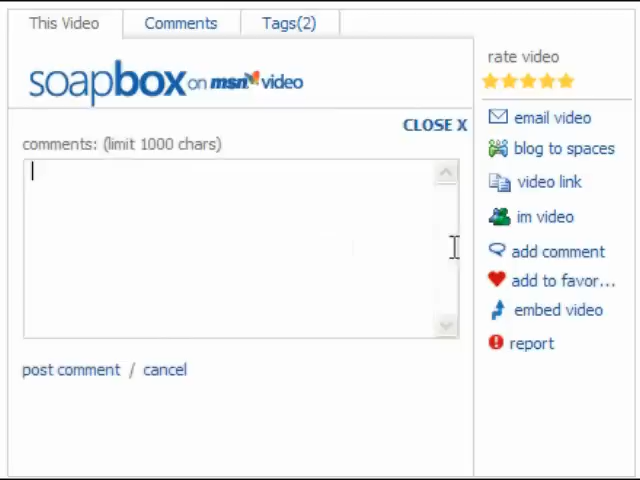 This Video
Comments
Tags(2)
soapbox on msn video
CLOSE X
comments: (limit 1000 chars)
post comment / cancel
rate video
email video
blog to spaces
video link
im video
add comment
add to favor...
embed video
report